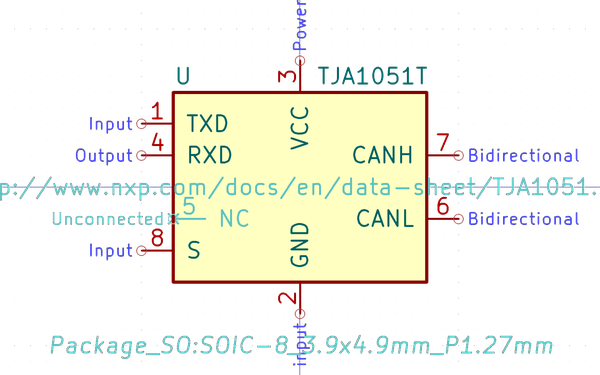 Power
U
TJA1051T
3
Input 1 TXD
VCC
Output 4 RXD
CANH 7 Bidirectional
p://www.nxp.com/docs/en/data-sheet/TJA1051.
Unconnected 5 NC
CANL 6 Bidirectional
Input 8 S
GND
2
input
Package_SO:SOIC-8_3.9x4.9mm_P1.27mm